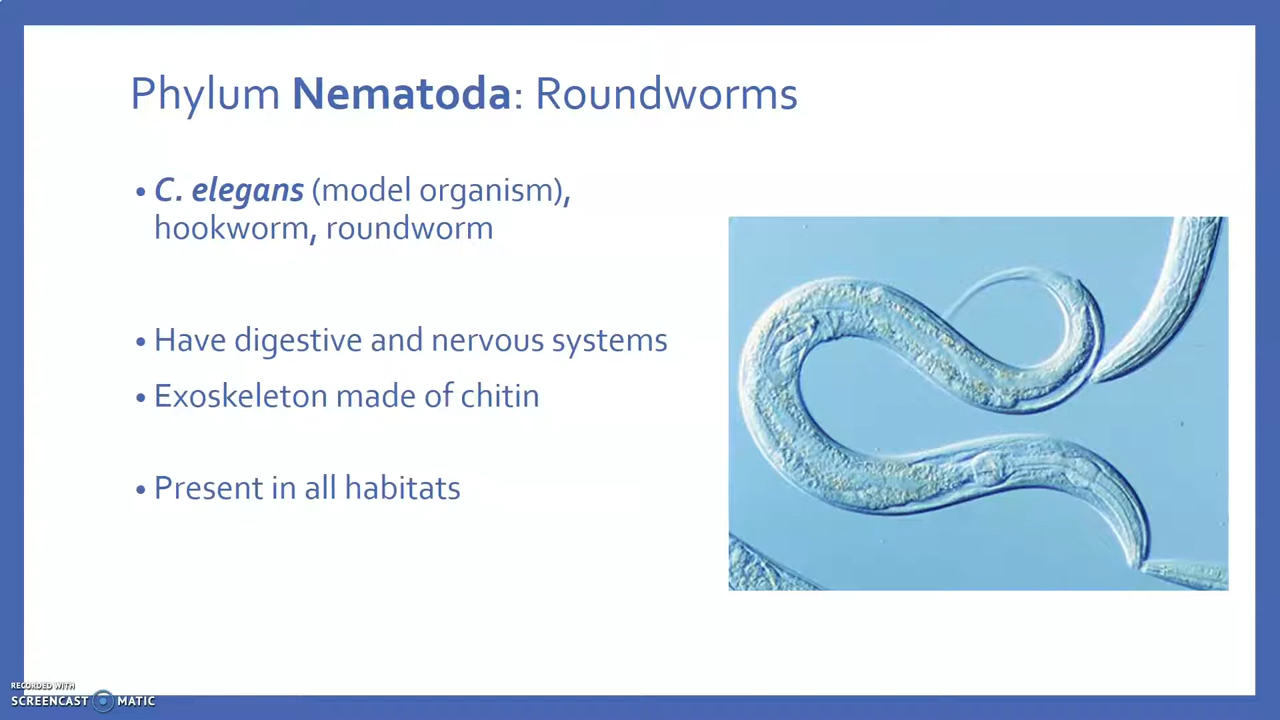 Phylum Nematoda: Roundworms
• C. elegans (model organism),
hookworm, roundworm
• Have digestive and nervous systems
• Exoskeleton made of chitin
• Present in all habitats
RECORDED WITH
SCREENCAST MATIC